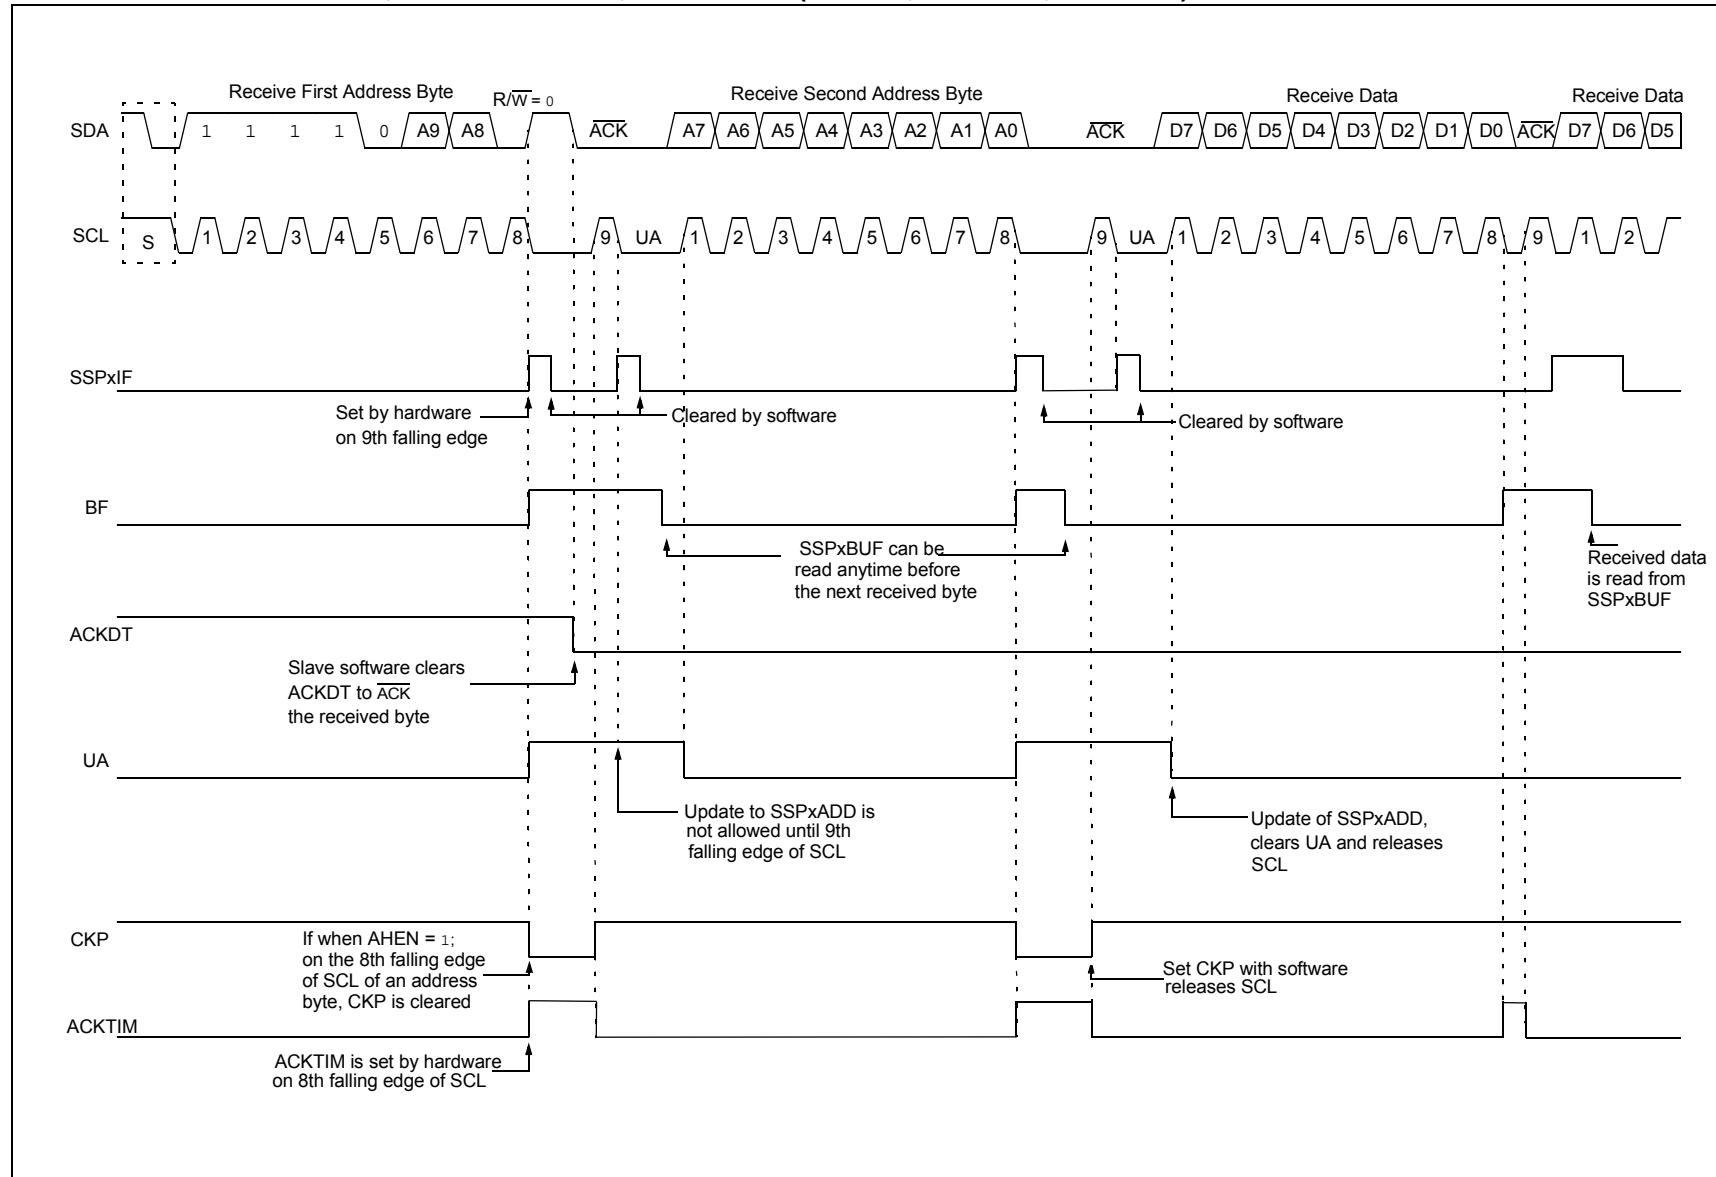 Receive First Address Byte
R/W = 0
Receive Second Address Byte
Receive Data
Receive Data
SDA
1 1 1 1 0 A9 A8
ACK
A7 A6 A5 A4 A3 A2 A1 A0
ACK
D7 D6 D5 D4 D3 D2 D1 D0
ACK
D7 D6 D5
SCL
S
1 2 3 4 5 6 7 8 9 UA 1 2 3 4 5 6 7 8 9 UA 1 2 3 4 5 6 7 8 9 1 2
SSPxIF
Set by hardware
on 9th falling edge
Cleared by software
Cleared by software
BF
SSPxBUF can be
read anytime before
the next received byte
Received data
is read from
SSPxBUF
ACKDT
Slave software clears
ACKDT to ACK
the received byte
UA
Update to SSPxADD is
not allowed until 9th
falling edge of SCL
Update of SSPxADD,
clears UA and releases
SCL
CKP
If when AHEN = 1;
on the 8th falling edge
of SCL of an address
byte, CKP is cleared
Set CKP with software
releases SCL
ACKTIM
ACKTIM is set by hardware
on 8th falling edge of SCL